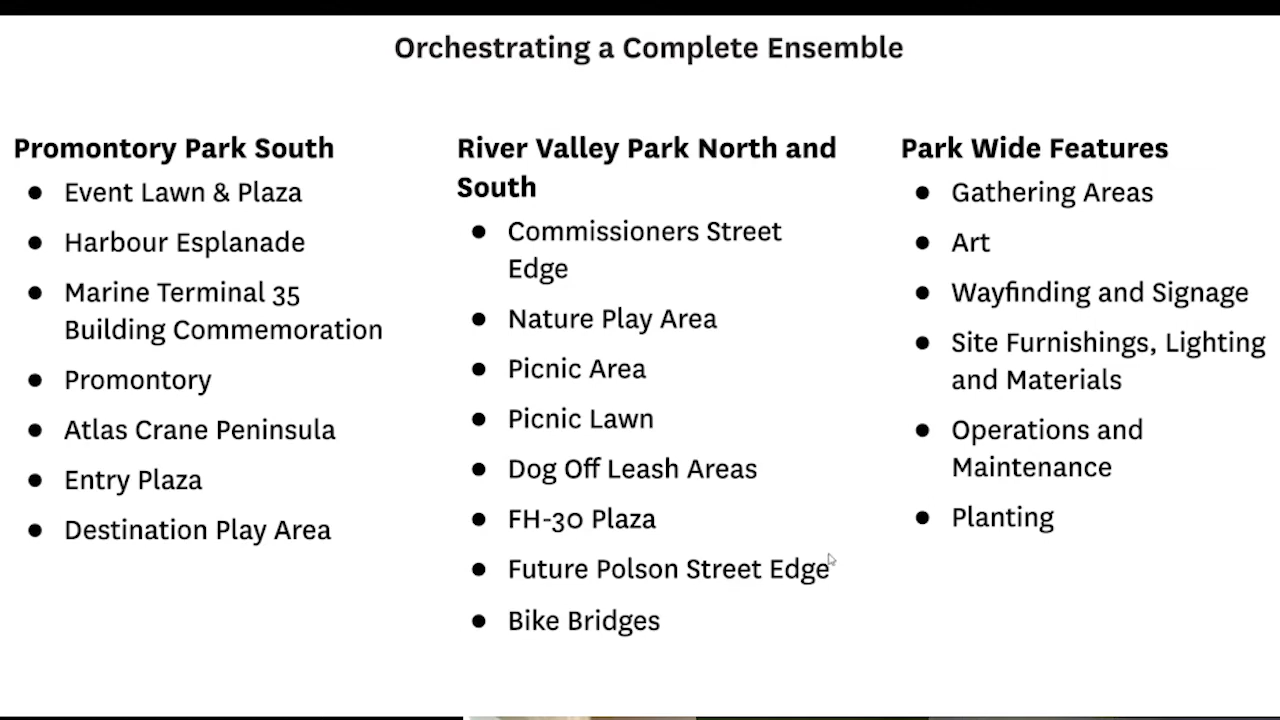 Orchestrating a Complete Ensemble
Promontory Park South
● Event Lawn & Plaza
● Harbour Esplanade
● Marine Terminal 35
Building Commemoration
● Promontory
● Atlas Crane Peninsula
● Entry Plaza
● Destination Play Area
River Valley Park North and
South
● Commissioners Street
Edge
● Nature Play Area
● Picnic Area
● Picnic Lawn
● Dog Off Leash Areas
● FH-30 Plaza
● Future Polson Street Edge
● Bike Bridges
Park Wide Features
● Gathering Areas
● Art
● Wayfinding and Signage
● Site Furnishings, Lighting
and Materials
● Operations and
Maintenance
● Planting